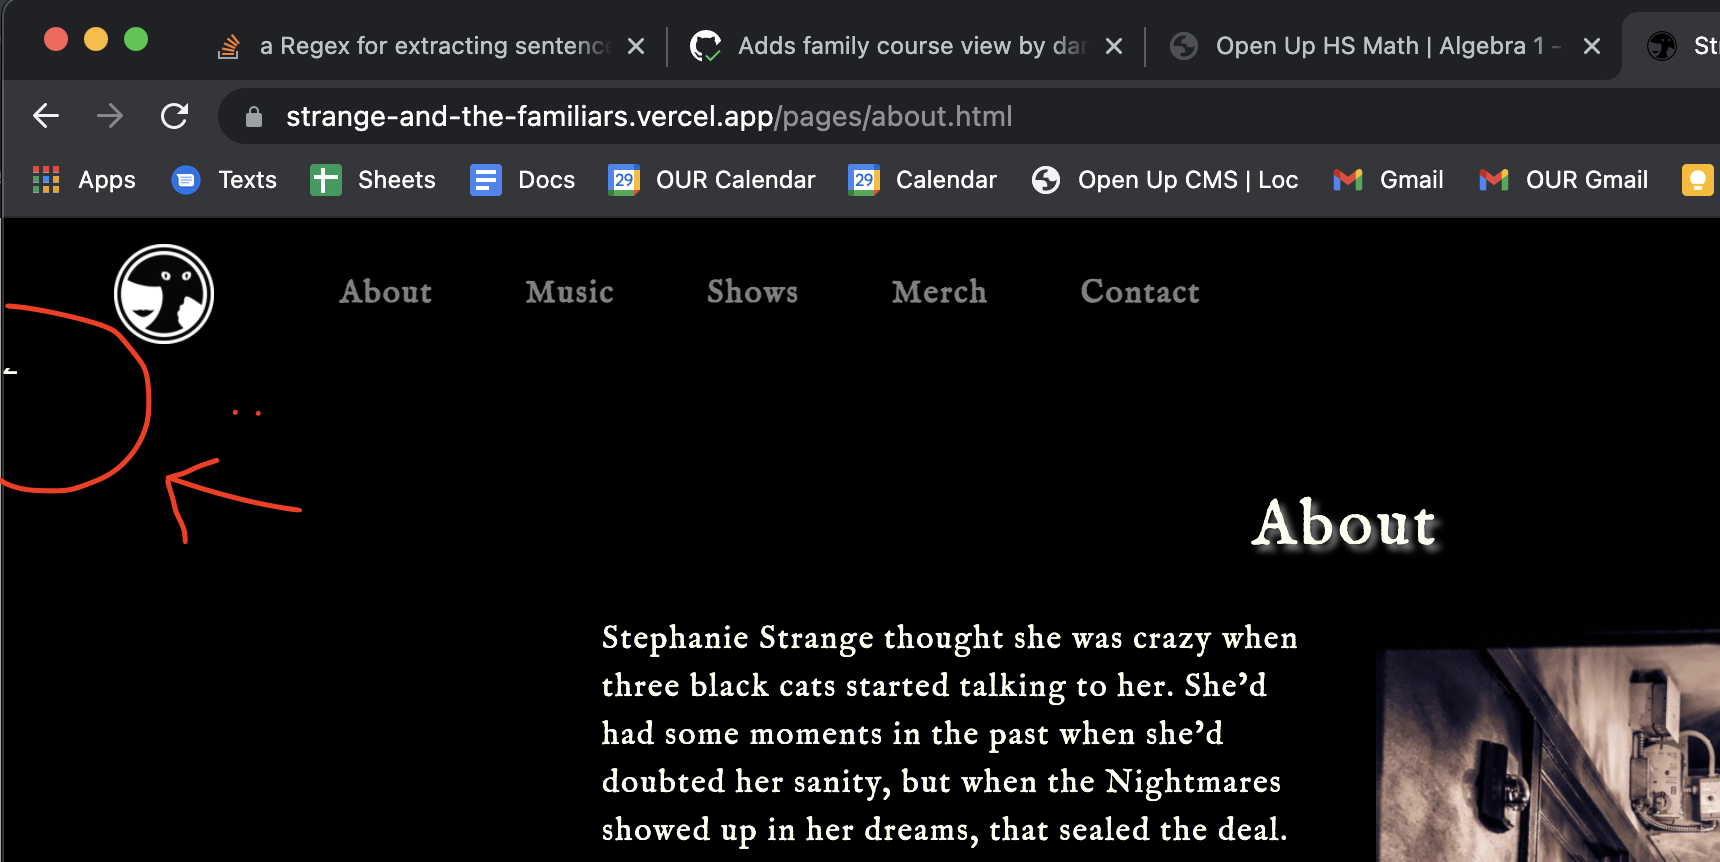 a Regex for extracting sentence
Adds family course view by dar
Open Up HS Math | Algebra 1 -
St
strange-and-the-familiars.vercel.app/pages/about.html
Apps
Texts
Sheets
Docs
29
OUR Calendar
29
Calendar
Open Up CMS | Loc
Gmail
OUR Gmail
About
Music
Shows
Merch
Contact
About
Stephanie Strange thought she was crazy when
three black cats started talking to her. She’d
had some moments in the past when she’d
doubted her sanity, but when the Nightmares
showed up in her dreams, that sealed the deal.